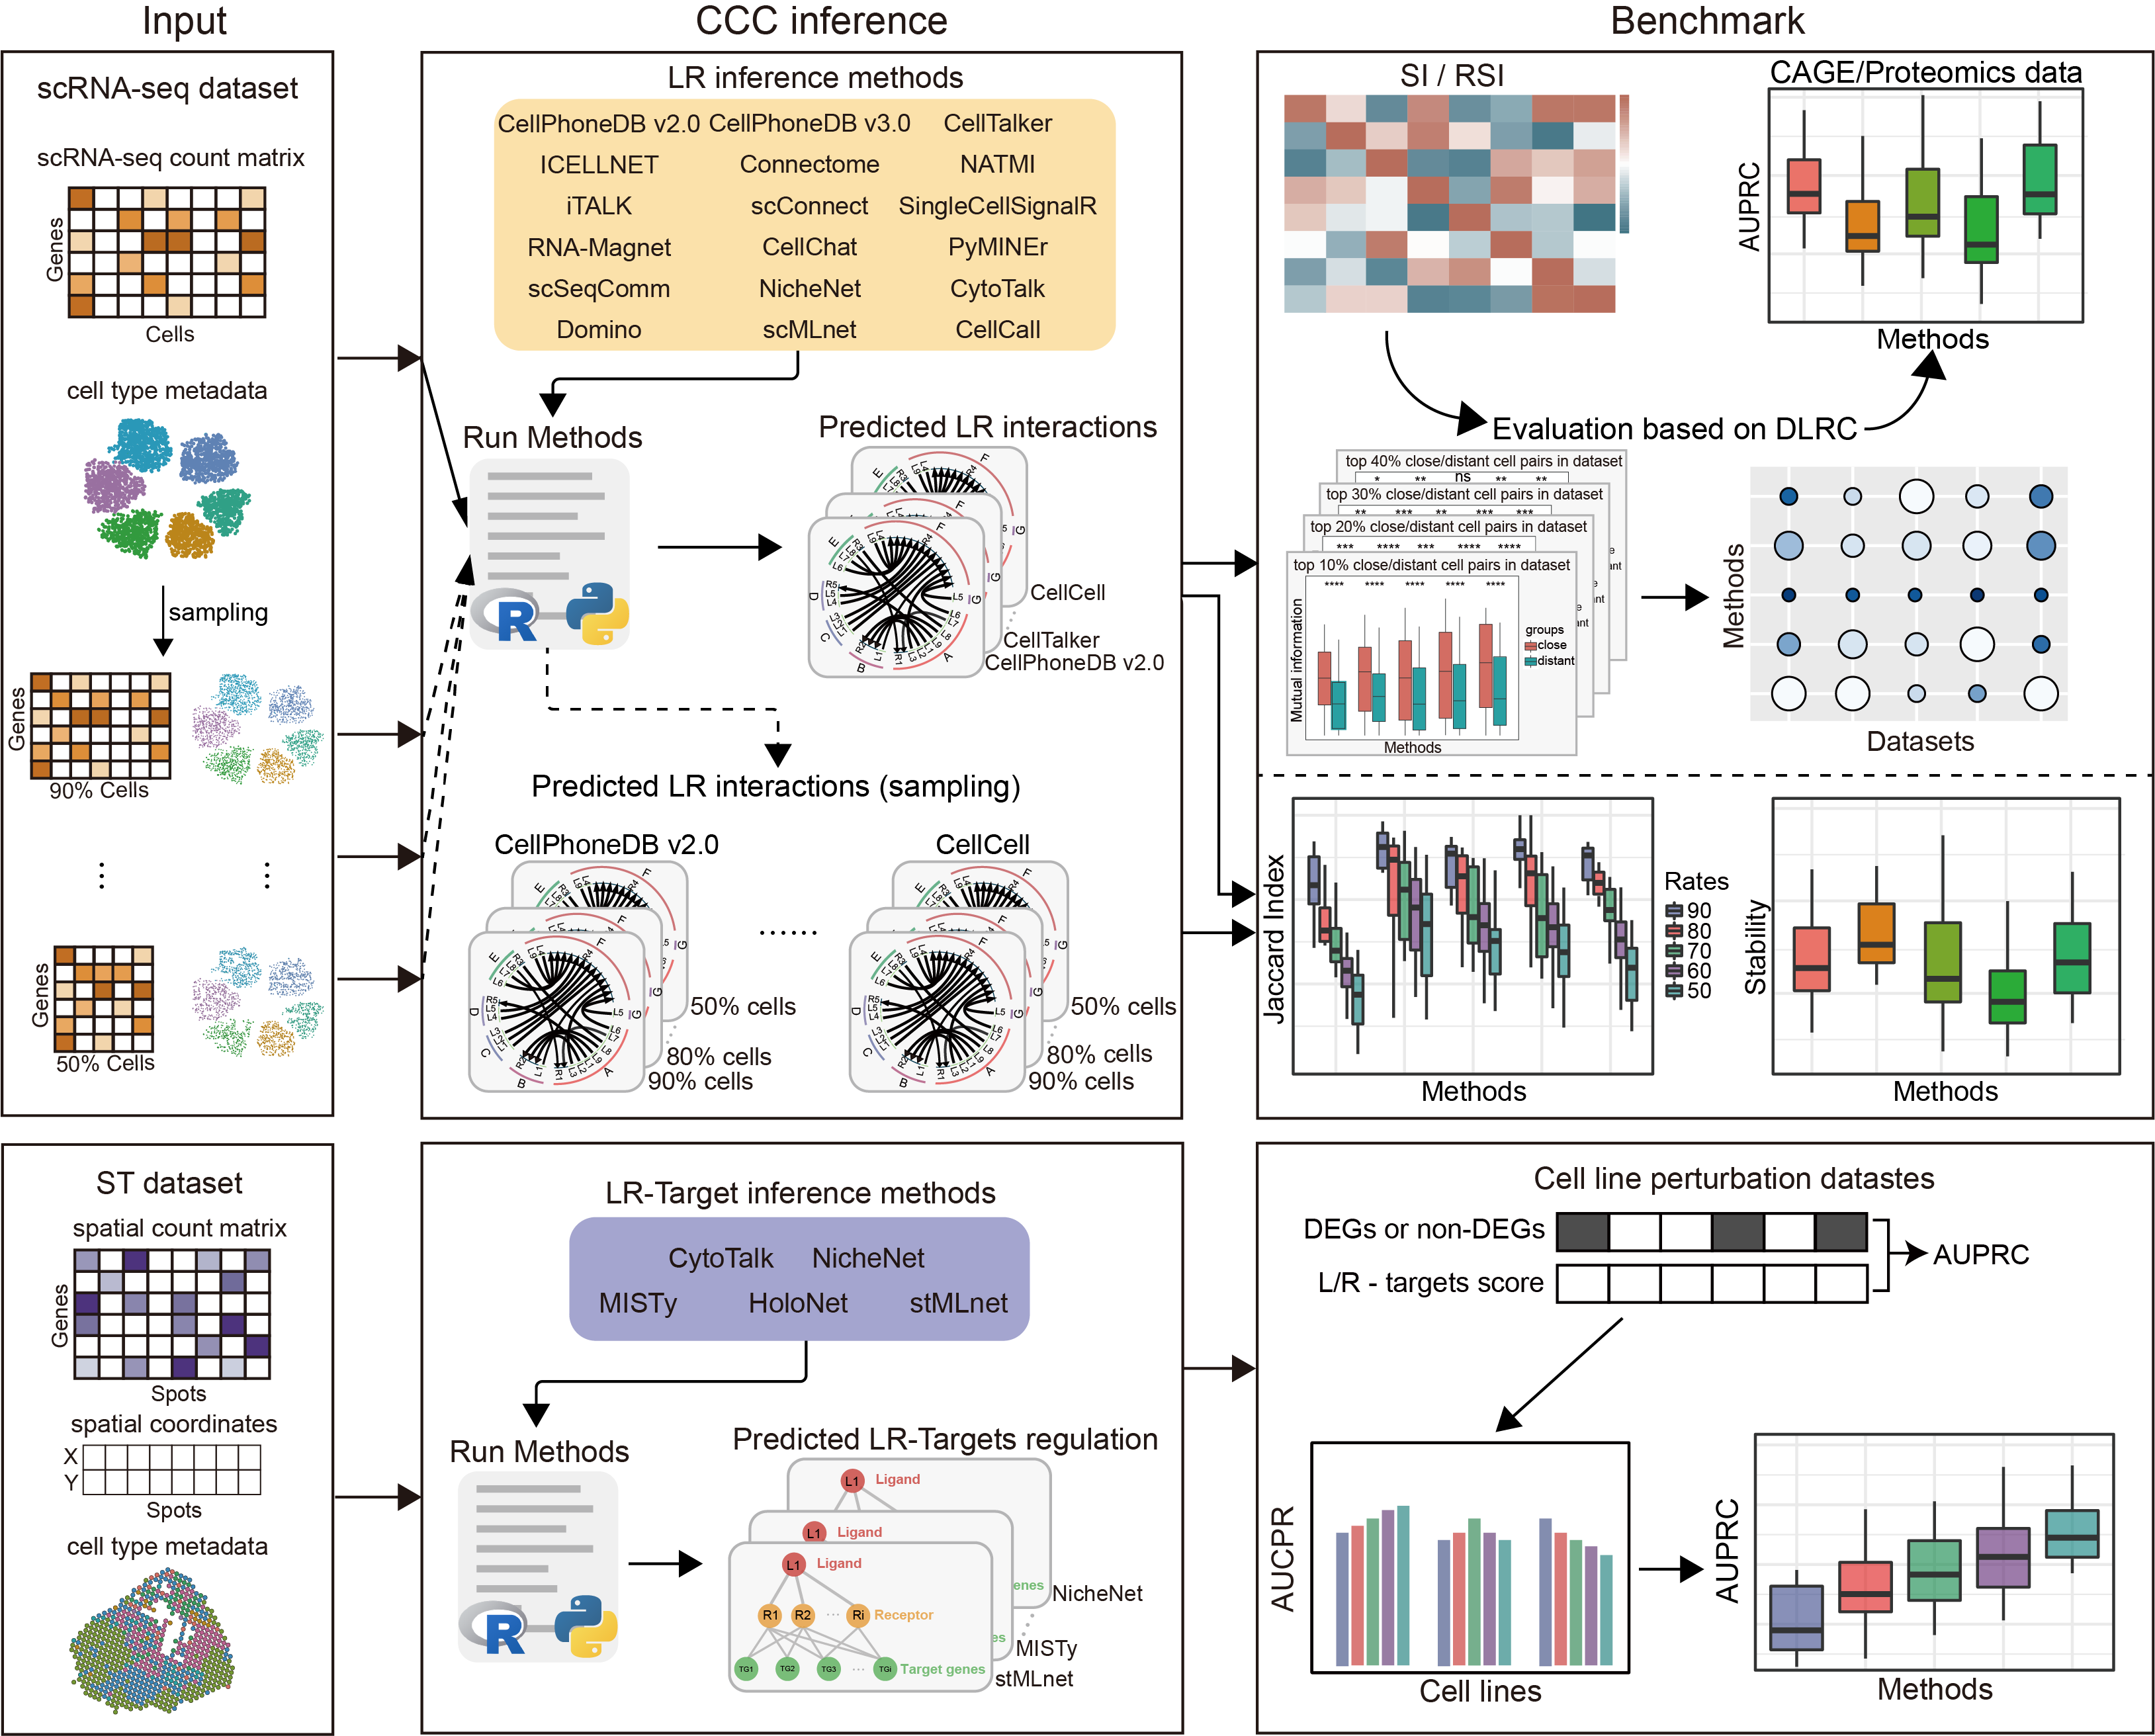 Input
CCC inference
Benchmark
scRNA-seq dataset
scRNA-seq count matrix
Genes
Cells
cell type metadata
sampling
Genes
90% Cells
Genes
50% Cells
LR inference methods
CellPhoneDB v2.0 CellPhoneDB v3.0 CellTalker
ICELLNET Connectome NATMI
iTALK scConnect SingleCellSignalR
RNA-Magnet CellChat PyMINEr
scSeqComm NicheNet CytoTalk
Domino scMLnet CellCall
Run Methods
R
Predicted LR interactions
CellCell
CellTalker
CellPhoneDB v2.0
Predicted LR interactions (sampling)
CellPhoneDB v2.0
50% cells
80% cells
90% cells
CellCell
50% cells
80% cells
90% cells
SI / RSI
CAGE/Proteomics data
AUPRC
Methods
Evaluation based on DLRC
top 40% close/distant cell pairs in dataset
* ** ns ** **
top 30% close/distant cell pairs in dataset
** *** ** *** ***
top 20% close/distant cell pairs in dataset
*** **** *** **** ****
top 10% close/distant cell pairs in dataset
**** **** **** **** ****
Mutual information
Methods
groups
close
distant
Methods
Datasets
Jaccard Index
Methods
Rates
90
80
70
60
50
Stability
Methods
ST dataset
spatial count matrix
Genes
Spots
spatial coordinates
X
Y
Spots
cell type metadata
LR-Target inference methods
CytoTalk NicheNet
MISTy HoloNet stMLnet
Run Methods
R
Predicted LR-Targets regulation
L1 Ligand
L1 Ligand
L1 Ligand
R1 R2 ... Ri Receptor
TG1 TG2 TG3 ... TGi Target genes
enes
es
NicheNet
MISTy
stMLnet
Cell line perturbation datastes
DEGs or non-DEGs
L/R - targets score
AUPRC
AUCPR
Cell lines
AUPRC
Methods